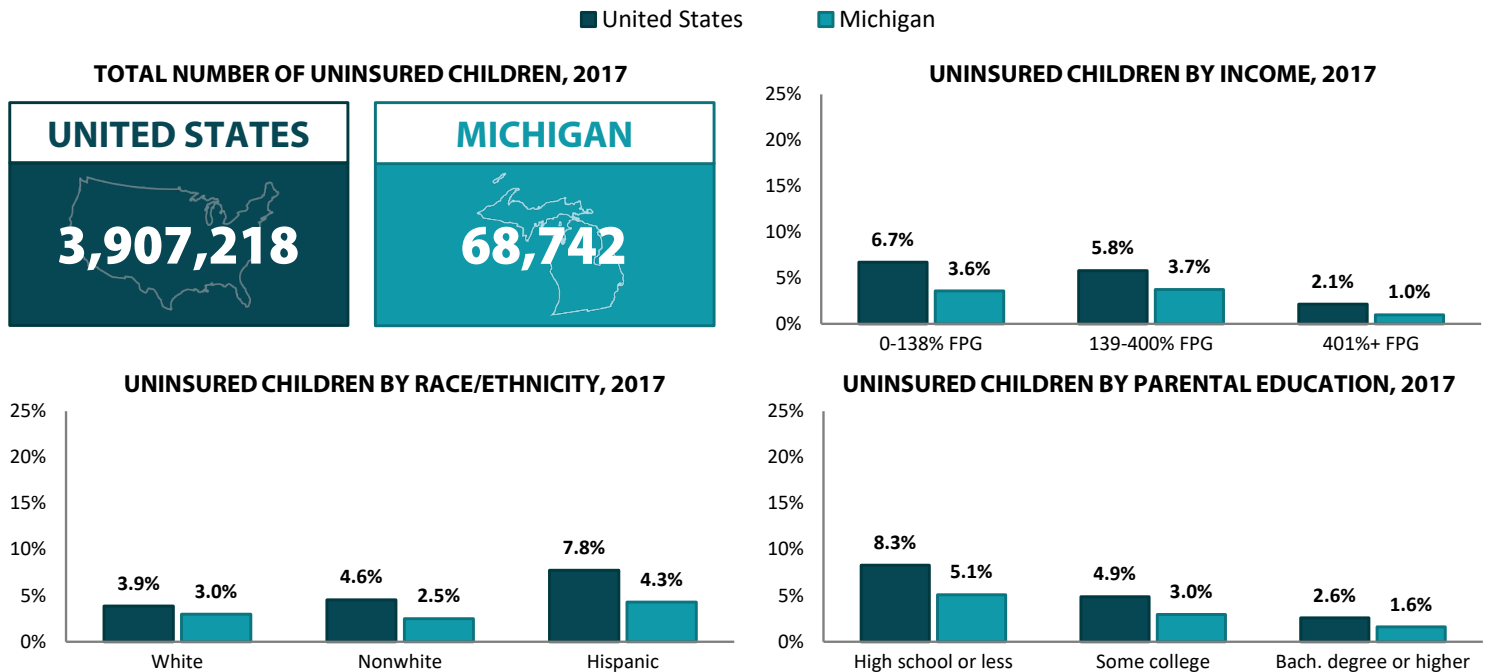 United States Michigan
TOTAL NUMBER OF UNINSURED CHILDREN, 2017
UNITED STATES
3,907,218
MICHIGAN
68,742
UNINSURED CHILDREN BY INCOME, 2017
25%
20%
15%
10%
5%
0%
6.7% 3.6% 5.8% 3.7% 2.1% 1.0%
0-138% FPG 139-400% FPG 401%+ FPG
UNINSURED CHILDREN BY RACE/ETHNICITY, 2017
25%
20%
15%
10%
5%
0%
3.9% 3.0% 4.6% 2.5% 7.8% 4.3%
White Nonwhite Hispanic
UNINSURED CHILDREN BY PARENTAL EDUCATION, 2017
25%
20%
15%
10%
5%
0%
8.3% 5.1% 4.9% 3.0% 2.6% 1.6%
High school or less Some college Bach. degree or higher